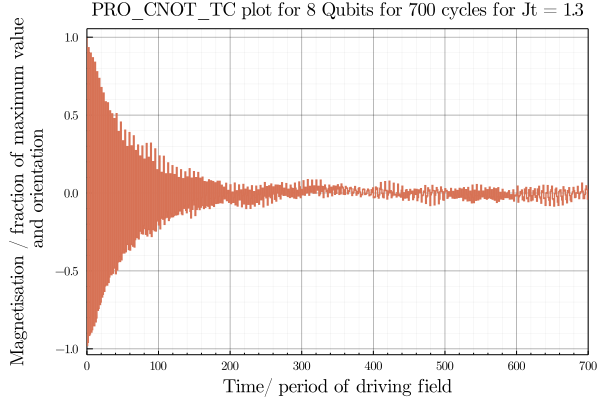 PRO_CNOT_TC plot for 8 Qubits for 700 cycles for Jt = 1.3
Magnetisation / fraction of maximum value
and orientation
1.0
0.5
0.0
−0.5
−1.0
0 100 200 300 400 500 600 700
Time/ period of driving field